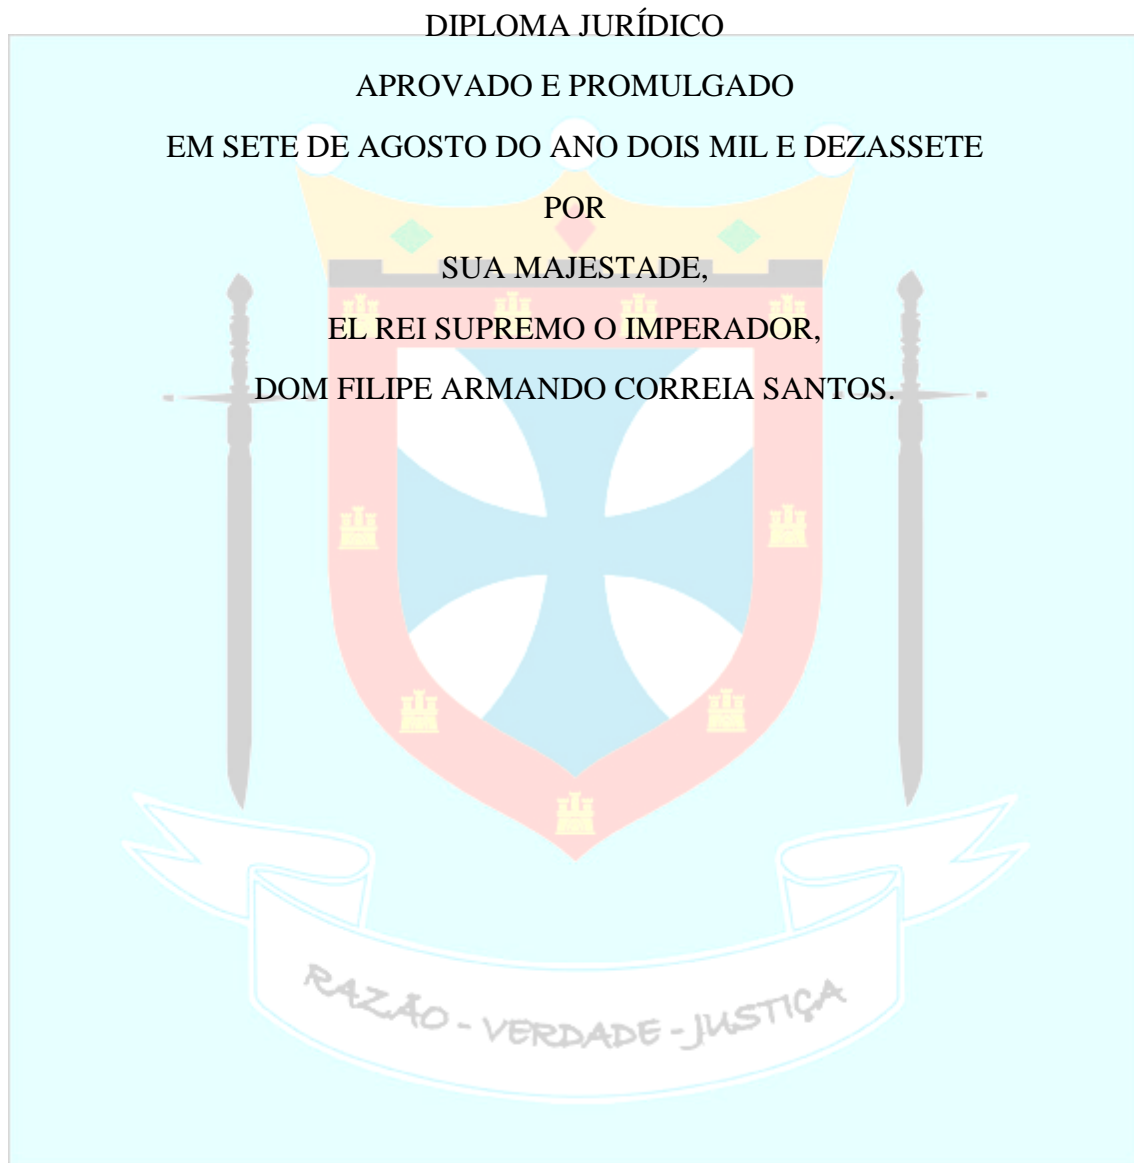 DIPLOMA JURÍDICO
APROVADO E PROMULGADO
EM SETE DE AGOSTO DO ANO DOIS MIL E DEZASSETE
POR
SUA MAJESTADE,
EL REI SUPREMO O IMPERADOR,
DOM FILIPE ARMANDO CORREIA SANTOS.
RAZÃO - VERDADE - JUSTIÇA